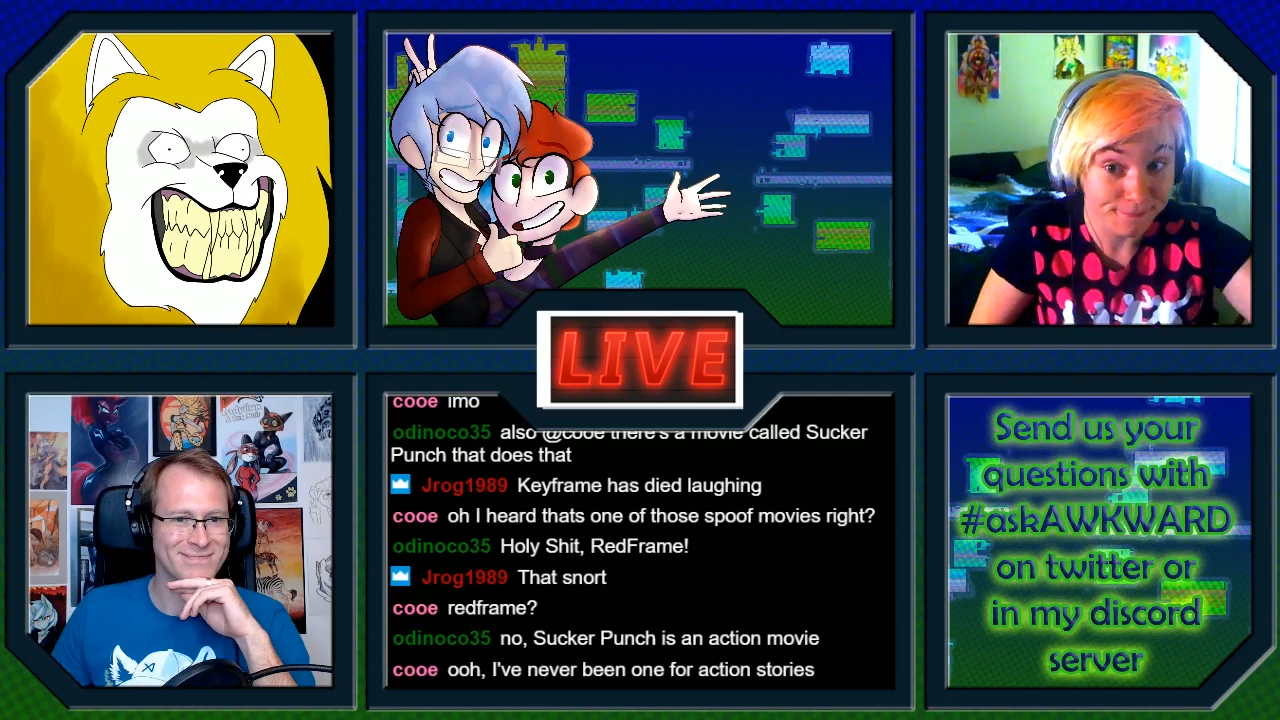 LIVE
cooe imo
odinoco35 also @cooe there's a movie called Sucker
Punch that does that
Jrog1989 Keyframe has died laughing
cooe oh I heard thats one of those spoof movies right?
odinoco35 Holy Shit, RedFrame!
Jrog1989 That snort
cooe redframe?
odinoco35 no, Sucker Punch is an action movie
cooe ooh, I've never been one for action stories
Send us your
questions with
#askAWKWARD
on twitter or
in my discord
server